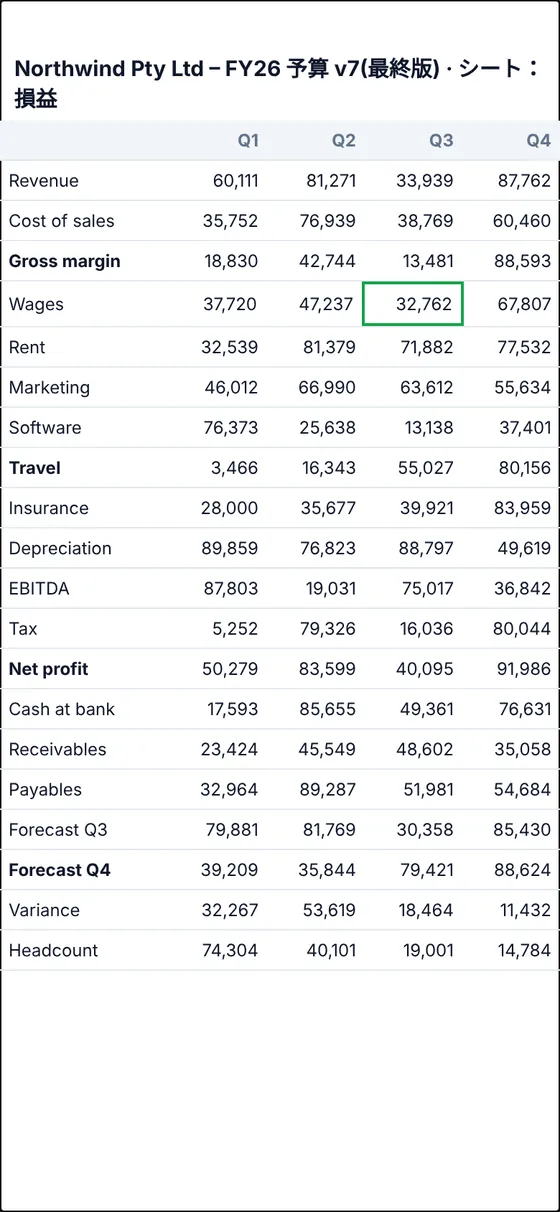 Northwind Pty Ltd – FY26 予算 v7(最終版) · シート：
損益
Q1 Q2 Q3 Q4
Revenue 60,111 81,271 33,939 87,762
Cost of sales 35,752 76,939 38,769 60,460
Gross margin 18,830 42,744 13,481 88,593
Wages 37,720 47,237 32,762 67,807
Rent 32,539 81,379 71,882 77,532
Marketing 46,012 66,990 63,612 55,634
Software 76,373 25,638 13,138 37,401
Travel 3,466 16,343 55,027 80,156
Insurance 28,000 35,677 39,921 83,959
Depreciation 89,859 76,823 88,797 49,619
EBITDA 87,803 19,031 75,017 36,842
Tax 5,252 79,326 16,036 80,044
Net profit 50,279 83,599 40,095 91,986
Cash at bank 17,593 85,655 49,361 76,631
Receivables 23,424 45,549 48,602 35,058
Payables 32,964 89,287 51,981 54,684
Forecast Q3 79,881 81,769 30,358 85,430
Forecast Q4 39,209 35,844 79,421 88,624
Variance 32,267 53,619 18,464 11,432
Headcount 74,304 40,101 19,001 14,784